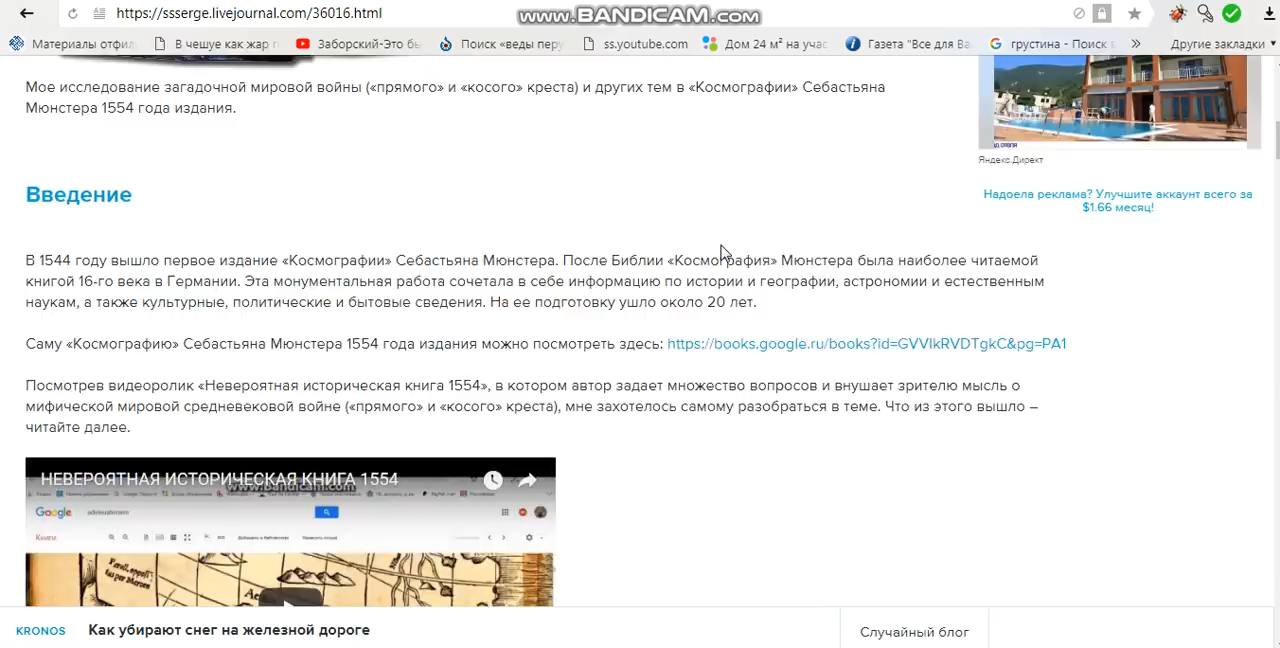 https://ssserge.livejournal.com/36016.html
www.BANDICAM.com
Материалы отфил
В чешуе как жар г
Заборский-Это бы
Поиск «веды перу
ss.youtube.com
Дом 24 м² на учас
Газета "Все для Ва
грустина - Поиск в
Другие закладки
Мое исследование загадочной мировой войны («прямого» и «косого» креста) и других тем в «Космографии» Себастьяна
Мюнстера 1554 года издания.
Яндекс.Директ
Надоела реклама? Улучшите аккаунт всего за
$1.66 месяц!
Введение
В 1544 году вышло первое издание «Космографии» Себастьяна Мюнстера. После Библии «Космография» Мюнстера была наиболее читаемой
книгой 16-го века в Германии. Эта монументальная работа сочетала в себе информацию по истории и географии, астрономии и естественным
наукам, а также культурные, политические и бытовые сведения. На ее подготовку ушло около 20 лет.
Саму «Космографию» Себастьяна Мюнстера 1554 года издания можно посмотреть здесь: https://books.google.ru/books?id=GVVIkRVDTgkC&pg=PA1
Посмотрев видеоролик «Невероятная историческая книга 1554», в котором автор задает множество вопросов и внушает зрителю мысль о
мифической мировой средневековой войне («прямого» и «косого» креста), мне захотелось самому разобраться в теме. Что из этого вышло –
читайте далее.
НЕВЕРОЯТНАЯ ИСТОРИЧЕСКАЯ КНИГА 1554
www.bandicam.com
Google
Книги
KRONOS
Как убирают снег на железной дороге
Случайный блог